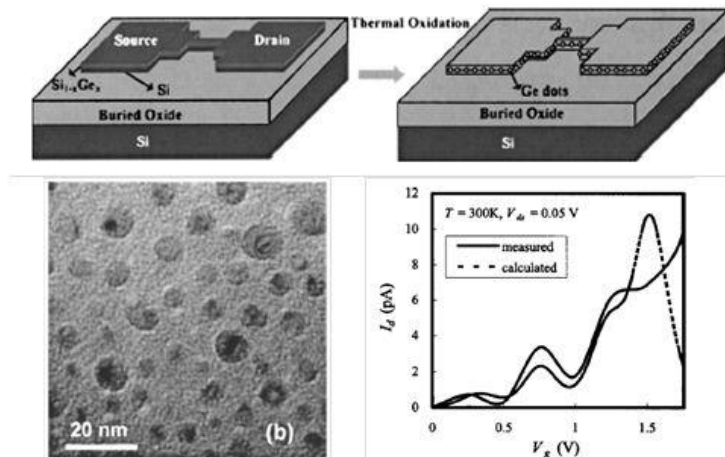 Source
Drain
Si1-xGex
Si
Buried Oxide
Si
Thermal Oxidation
Ge dots
Buried Oxide
Si
20 nm
(b)
12
10
8
6
4
2
0
Id (pA)
T = 300K, Vds = 0.05 V
measured
calculated
0
0.5
1
1.5
Vg (V)